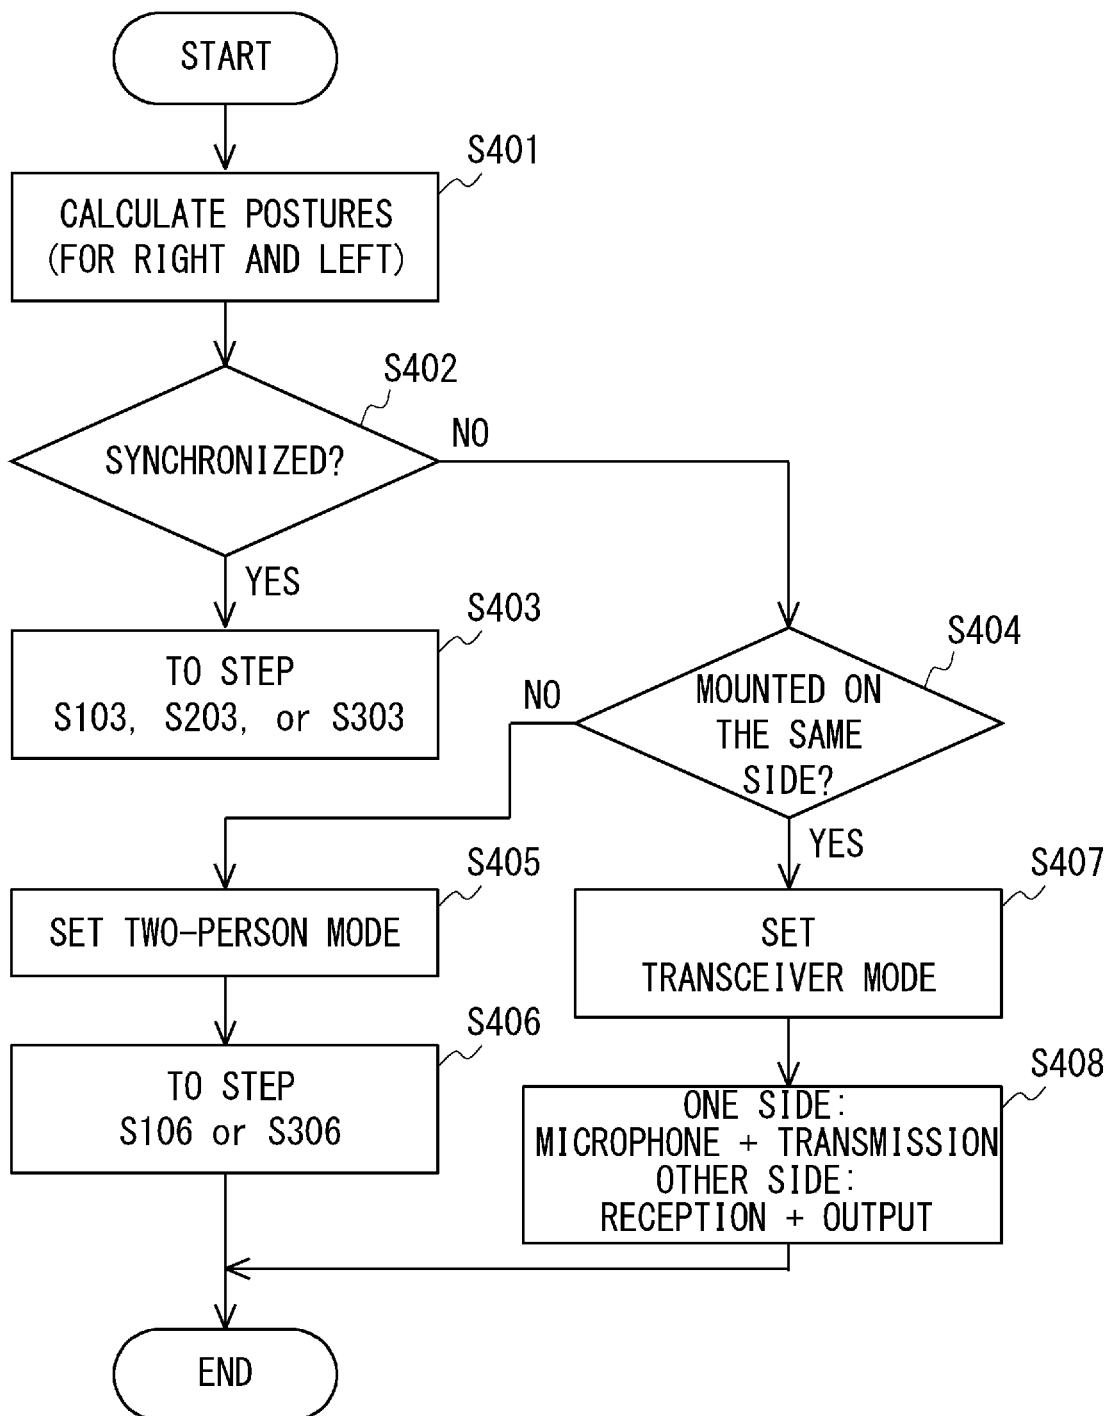 START
S401
CALCULATE POSTURES
(FOR RIGHT AND LEFT)
S402
SYNCHRONIZED?
NO
YES
S403
TO STEP
S103, S203, or S303
S404
MOUNTED ON
THE SAME
SIDE?
NO
YES
S405
SET TWO-PERSON MODE
S407
SET
TRANSCEIVER MODE
S406
TO STEP
S106 or S306
S408
ONE SIDE:
MICROPHONE + TRANSMISSION
OTHER SIDE:
RECEPTION + OUTPUT
END